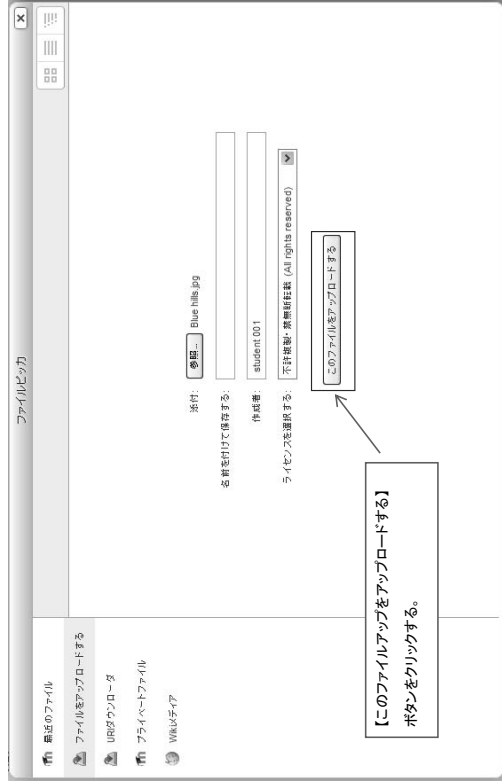 ファイルピッカ
最近のファイル
ファイルをアップロードする
URLダウンローダ
プライベートファイル
Wikiメディア
添付: 参照... Blue hills.jpg
名前を付けて保存する:
作成者: student 001
ライセンスを選択する: 不許複製・禁無断転載 (All rights reserved)
このファイルをアップロードする
【このファイルアップをアップロードする】
ボタンをクリックする。